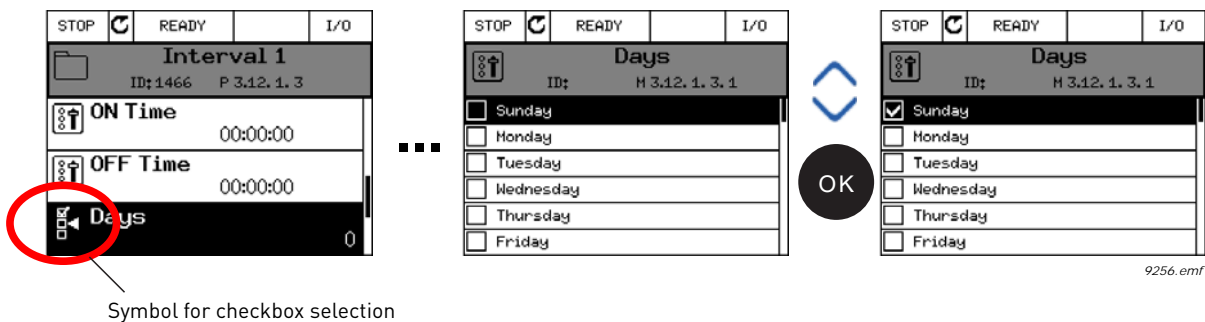 STOP READY I/O
Interval 1
ID:1466 P 3.12.1.3
ON Time
00:00:00
OFF Time
00:00:00
Days
0
Symbol for checkbox selection
...
STOP READY I/O
Days
ID: M 3.12.1.3.1
Sunday
Monday
Tuesday
Wednesday
Thursday
Friday
OK
STOP READY I/O
Days
ID: M 3.12.1.3.1
Sunday
Monday
Tuesday
Wednesday
Thursday
Friday
9256.emf